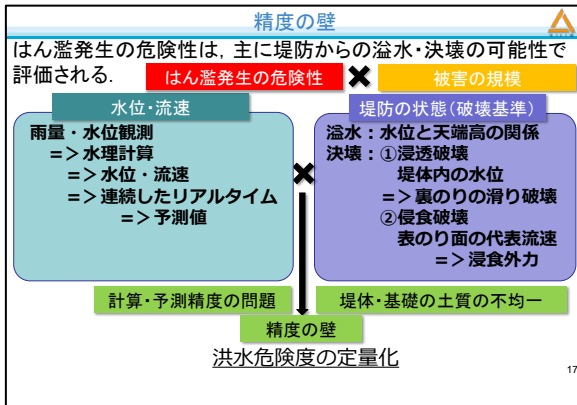 精度の壁
はん濫発生の危険性は，主に堤防からの溢水・決壊の可能性で
評価される．
はん濫発生の危険性
被害の規模
水位・流速
雨量・水位観測
=>水理計算
=>水位・流速
=>連続したリアルタイム
=>予測値
堤防の状態(破壊基準)
溢水：水位と天端高の関係
決壊：①浸透破壊
堤体内の水位
=>裏のりの滑り破壊
②侵食破壊
表のり面の代表流速
=>浸食外力
計算・予測精度の問題
堤体・基礎の土質の不均一
精度の壁
洪水危険度の定量化
17